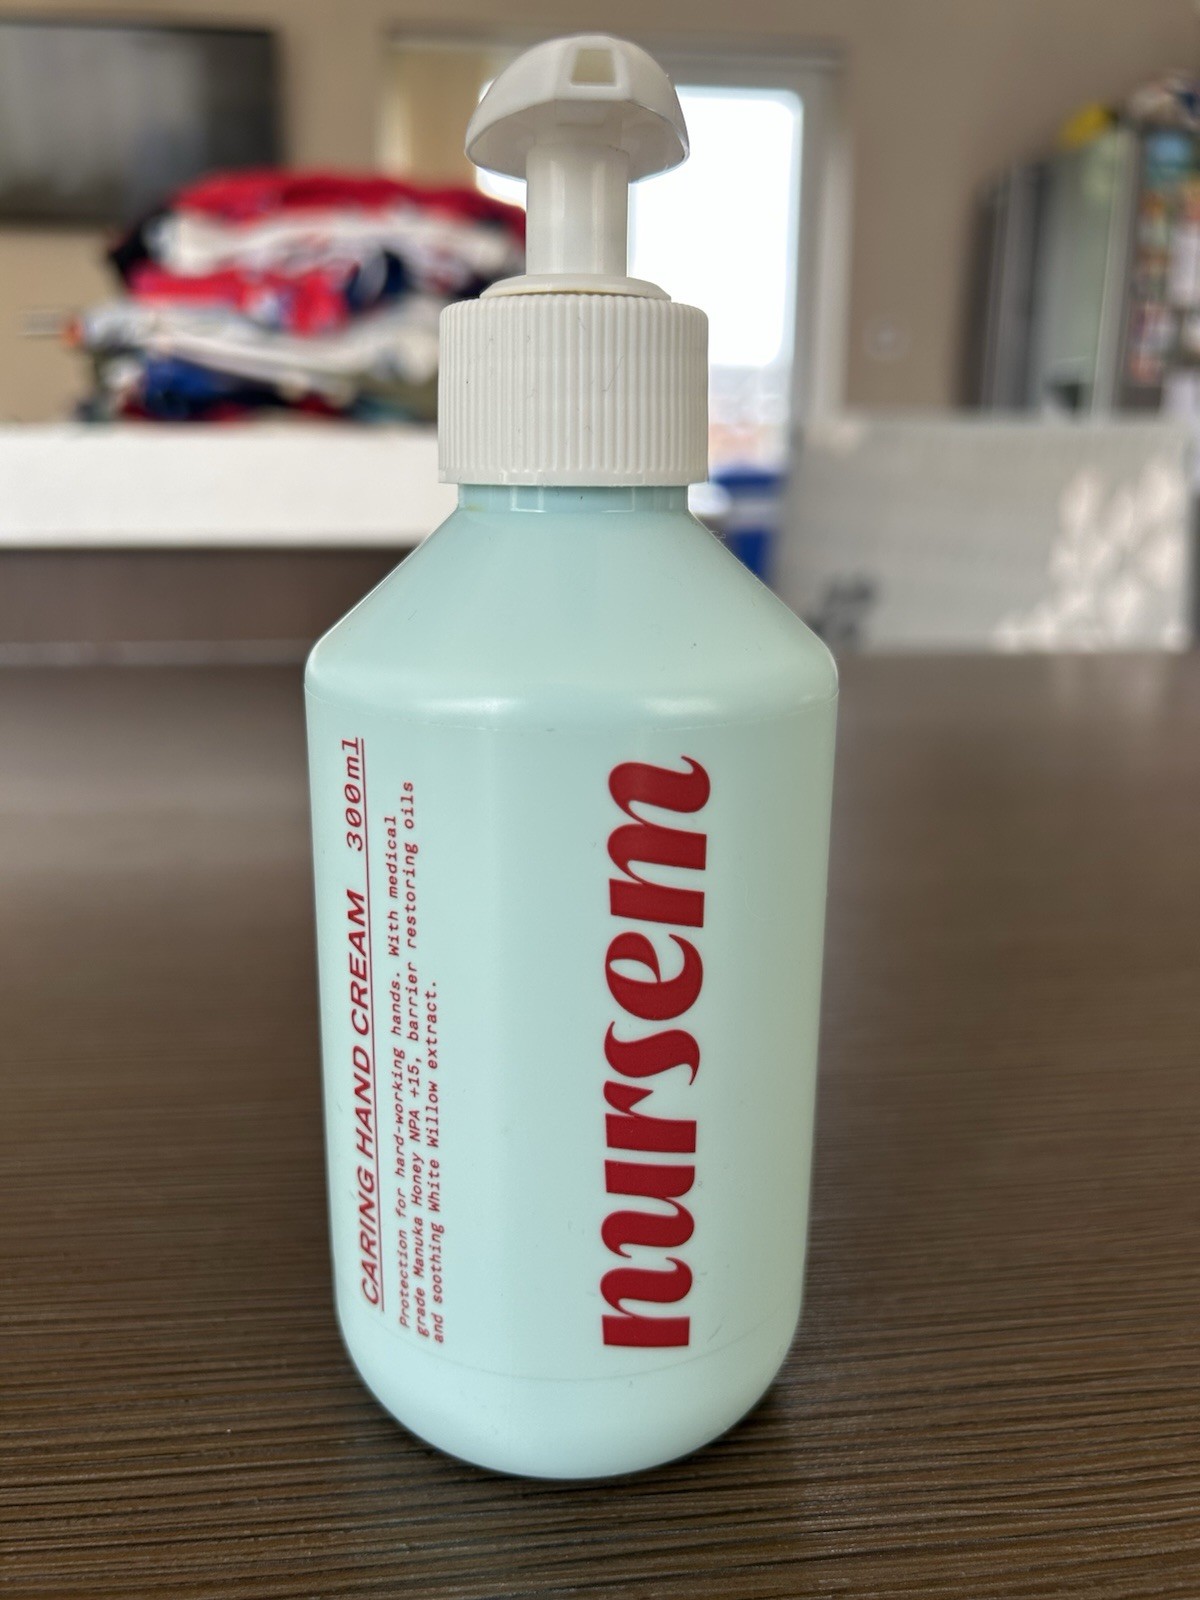 CARING HAND CREAM 300ml
Protection for hard-working hands. With medical
grade Manuka Honey NPA +15, barrier restoring oils
and soothing White Willow extract.
nursem